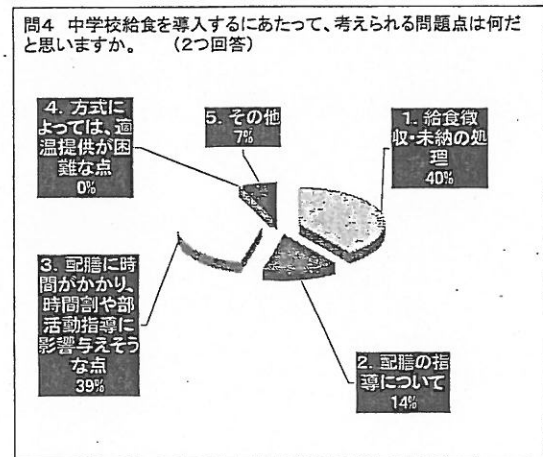 問4 中学校給食を導入するにあたって、考えられる問題点は何だ
と思いますか。 (2つ回答)
4. 方式に
よっては、適
温提供が困
難な点
0%
5. その他
7%
1. 給食徴
収・未納の処
理
40%
3. 配膳に時
間がかかり、
時間割や部
活動指導に
影響与えそう
な点
39%
2. 配膳の指
導について
14%